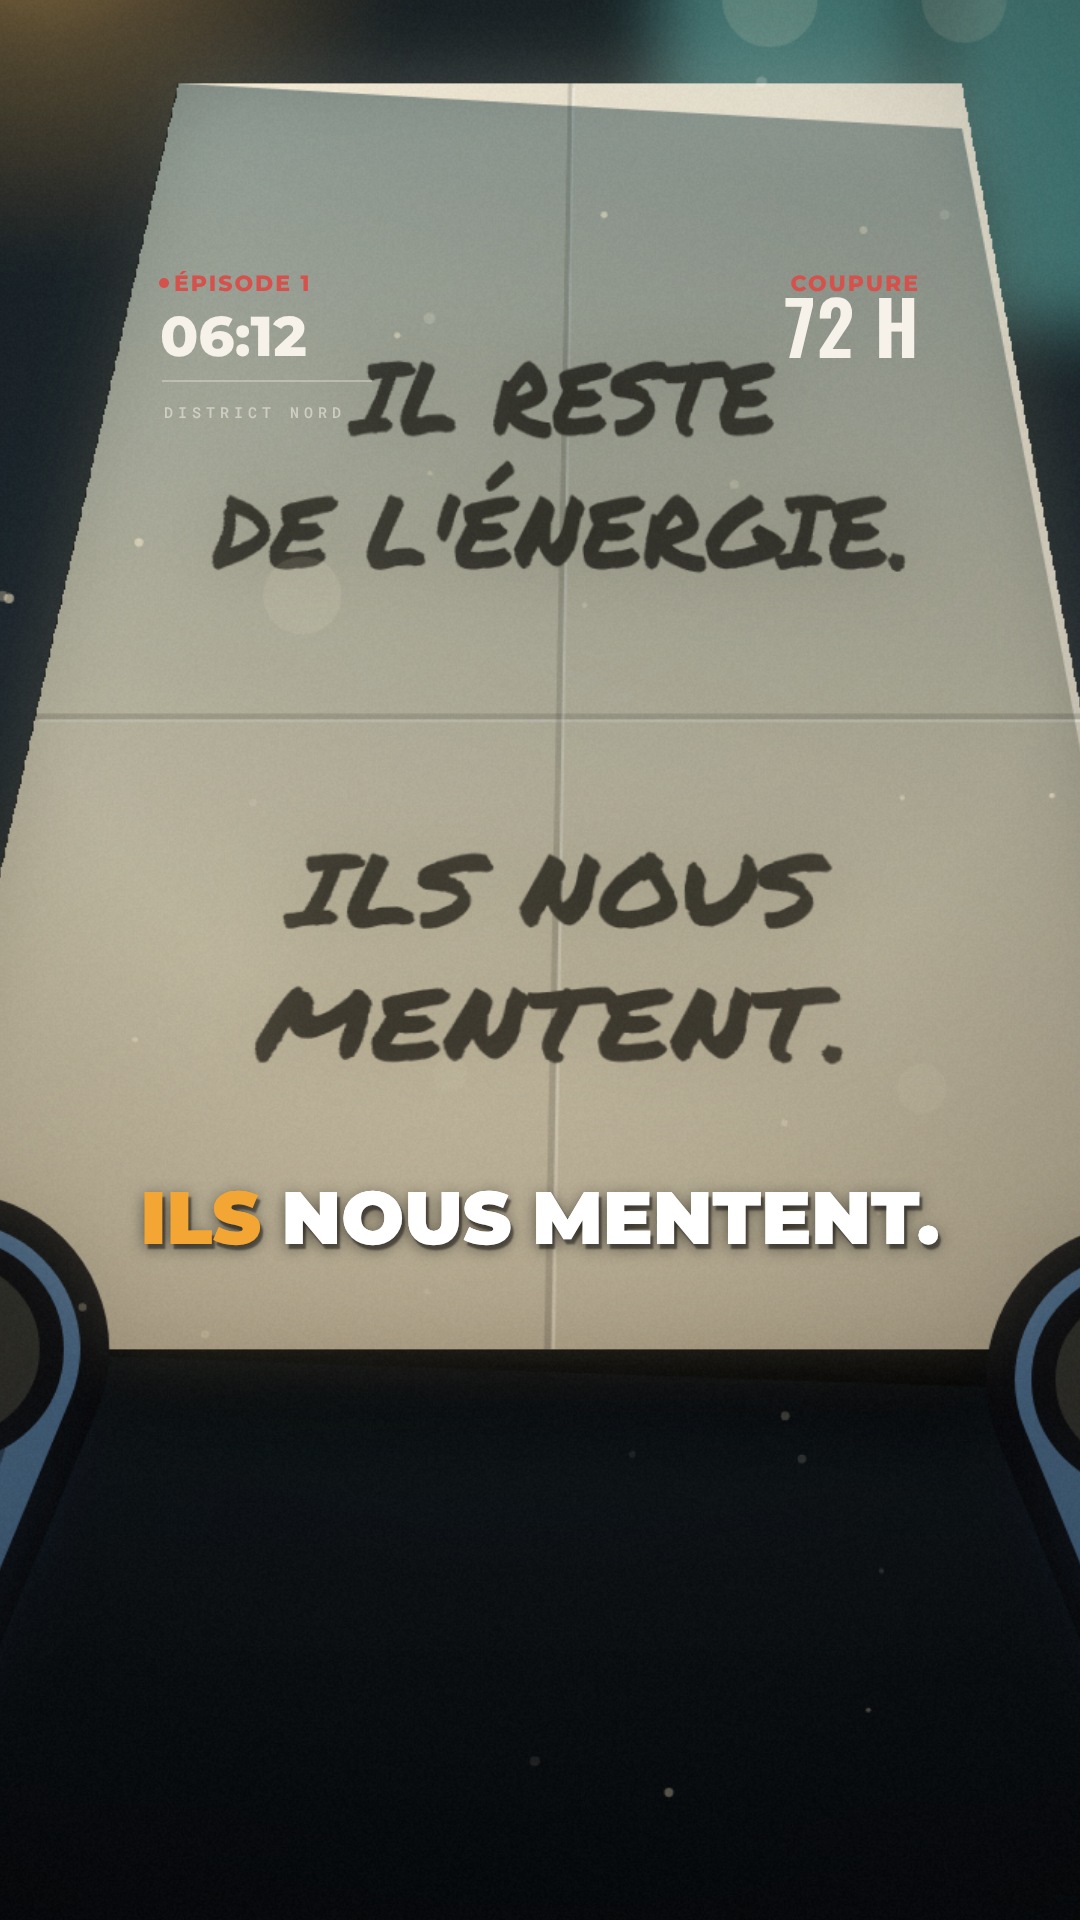 •ÉPISODE 1
06:12
DISTRICT NORD
COUPURE
72 H
IL RESTE
DE L'ÉNERGIE.
ILS NOUS
MENTENT.
ILS NOUS MENTENT.